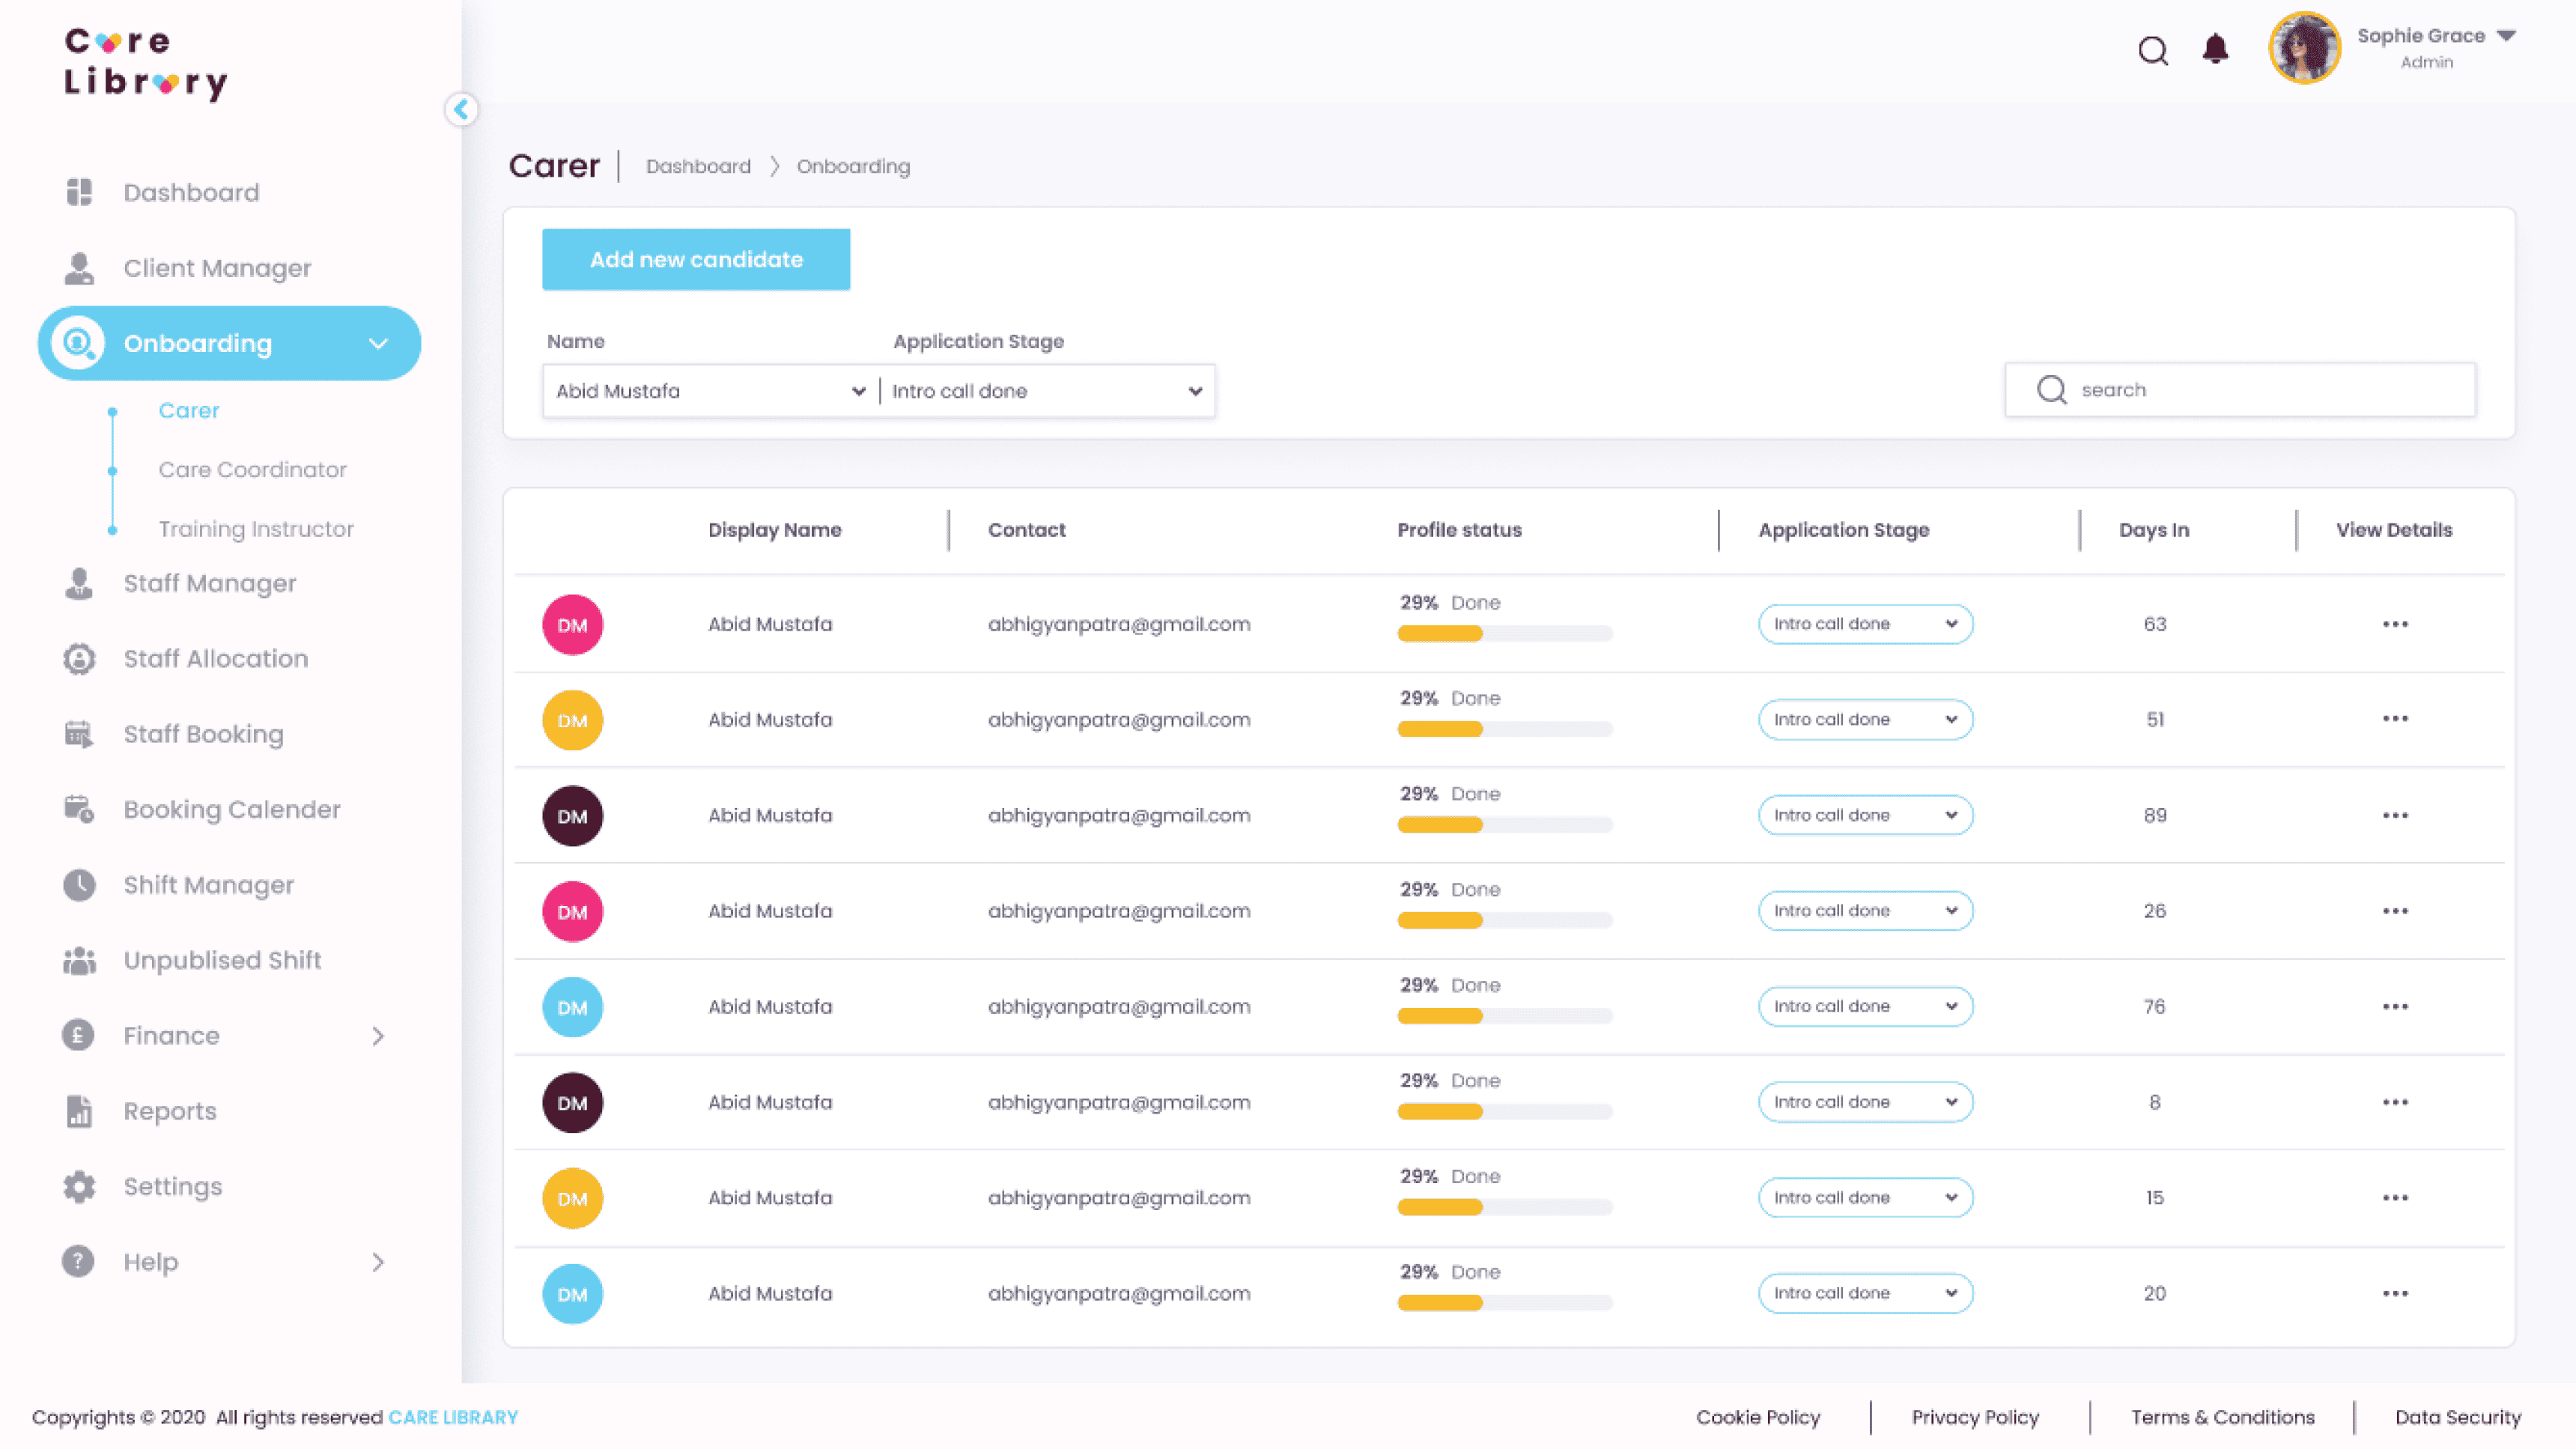 Care
Library
Sophie Grace
Admin
Carer
Dashboard
Onboarding
Dashboard
Client Manager
Onboarding
Carer
Care Coordinator
Training Instructor
Staff Manager
Staff Allocation
Staff Booking
Booking Calender
Shift Manager
Unpublised Shift
£ Finance
Reports
Settings
? Help
Add new candidate
Name Application Stage
Abid Mustafa Intro call done
search
Display Name Contact Profile status Application Stage Days In View Details
DM Abid Mustafa abhigyanpatra@gmail.com 29% Done Intro call done 63
DM Abid Mustafa abhigyanpatra@gmail.com 29% Done Intro call done 51
DM Abid Mustafa abhigyanpatra@gmail.com 29% Done Intro call done 89
DM Abid Mustafa abhigyanpatra@gmail.com 29% Done Intro call done 26
DM Abid Mustafa abhigyanpatra@gmail.com 29% Done Intro call done 76
DM Abid Mustafa abhigyanpatra@gmail.com 29% Done Intro call done 8
DM Abid Mustafa abhigyanpatra@gmail.com 29% Done Intro call done 15
DM Abid Mustafa abhigyanpatra@gmail.com 29% Done Intro call done 20
Copyrights © 2020 All rights reserved CARE LIBRARY
Cookie Policy Privacy Policy Terms & Conditions Data Security